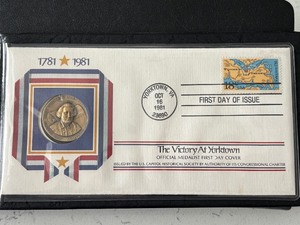 1781 ★ 1981
YORKTOWN, VA
OCT
16
1981
23690
18
FIRST DAY OF ISSUE
The Victory At Yorktown
OFFICIAL MEDALIST FIRST DAY COVER
ISSUED BY THE U.S. CAPITOL HISTORICAL SOCIETY BY AUTHORITY OF ITS CONGRESSIONAL CHARTER